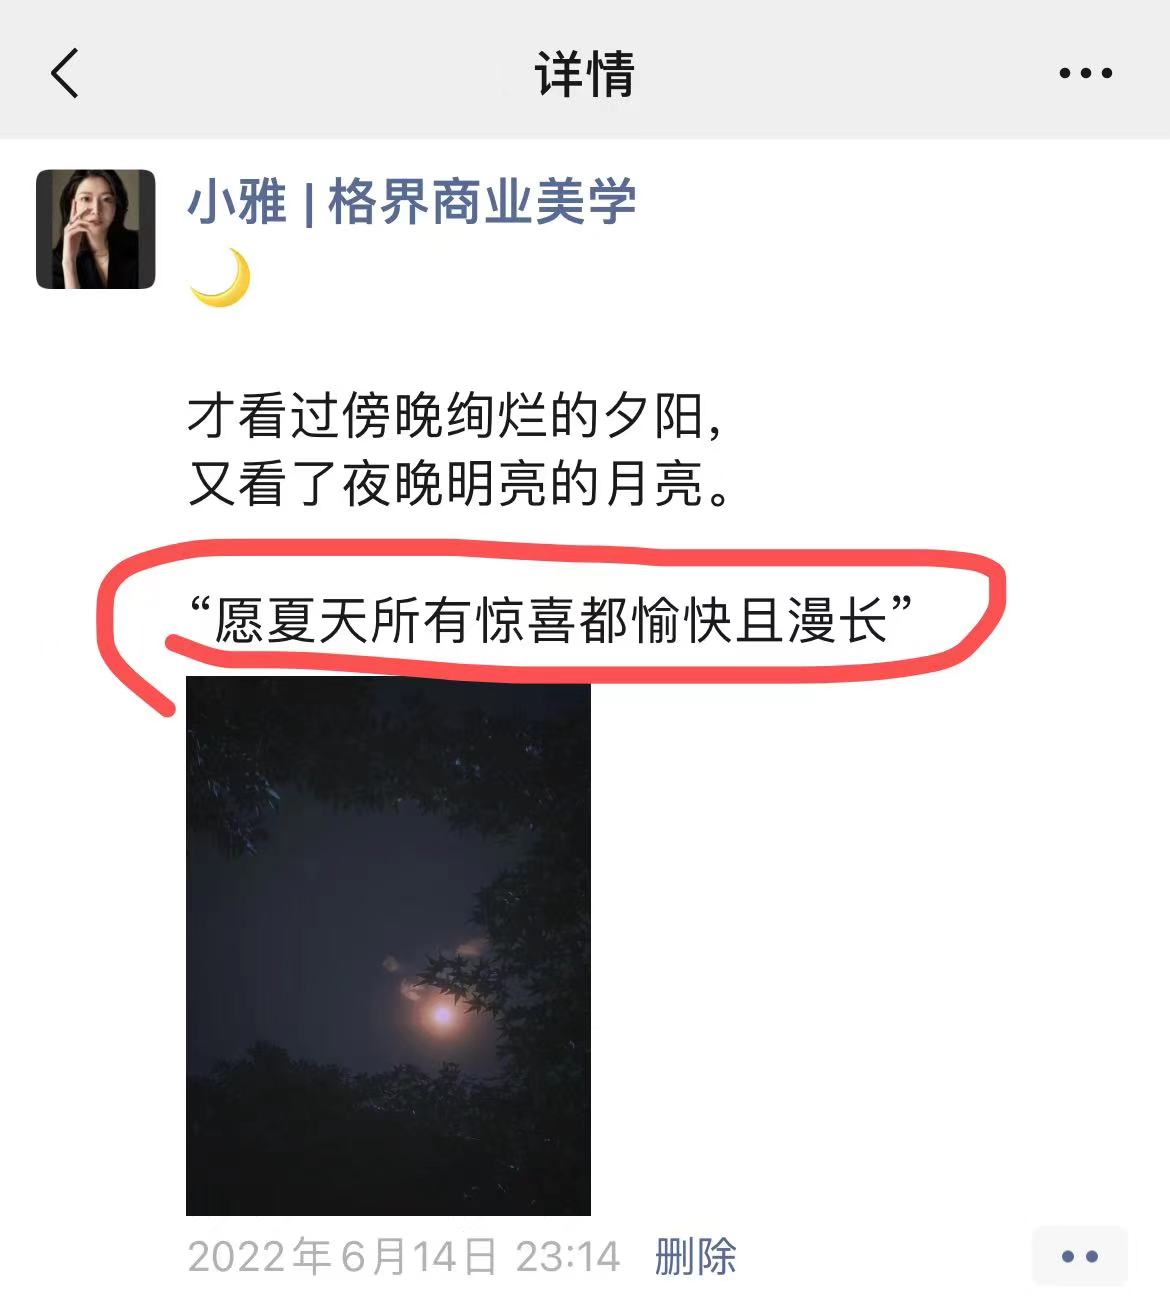 详情
小雅 | 格界商业美学
🌙
才看过傍晚绚烂的夕阳，
又看了夜晚明亮的月亮。
“愿夏天所有惊喜都愉快且漫长”
2022年6月14日 23:14 删除